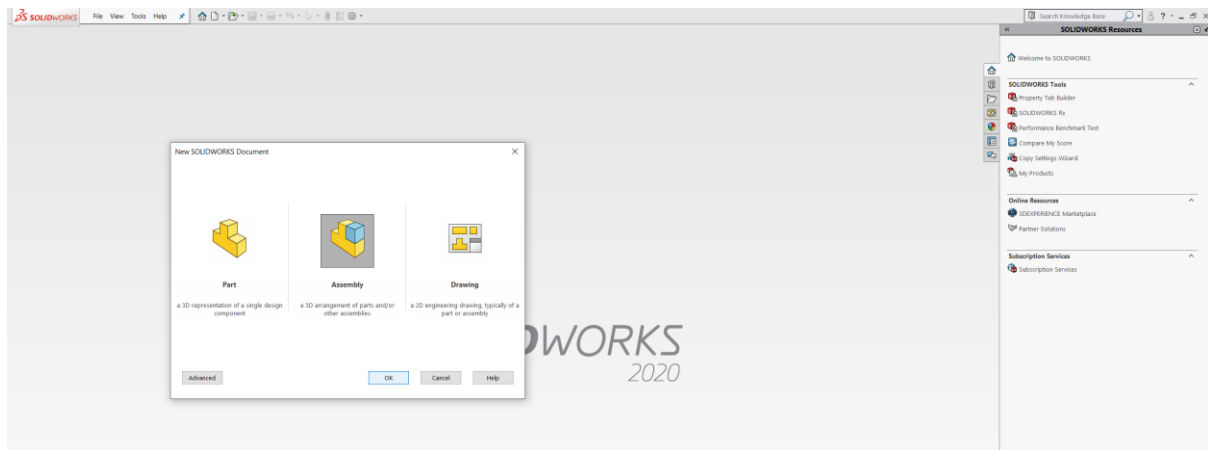 SOLIDWORKS File View Tools Help
Search Knowledge Base
SOLIDWORKS Resources
Welcome to SOLIDWORKS
SOLIDWORKS Tools
Property Tab Builder
SOLIDWORKS Rx
Performance Benchmark Test
Compare My Score
Copy Settings Wizard
My Products
Online Resources
3DEXPERIENCE Marketplace
Partner Solutions
Subscription Services
Subscription Services
New SOLIDWORKS Document
Part
a 3D representation of a single design
component
Assembly
a 3D arrangement of parts and/or
other assemblies
Drawing
a 2D engineering drawing, typically of a
part or assembly
Advanced OK Cancel Help
DWORKS
2020